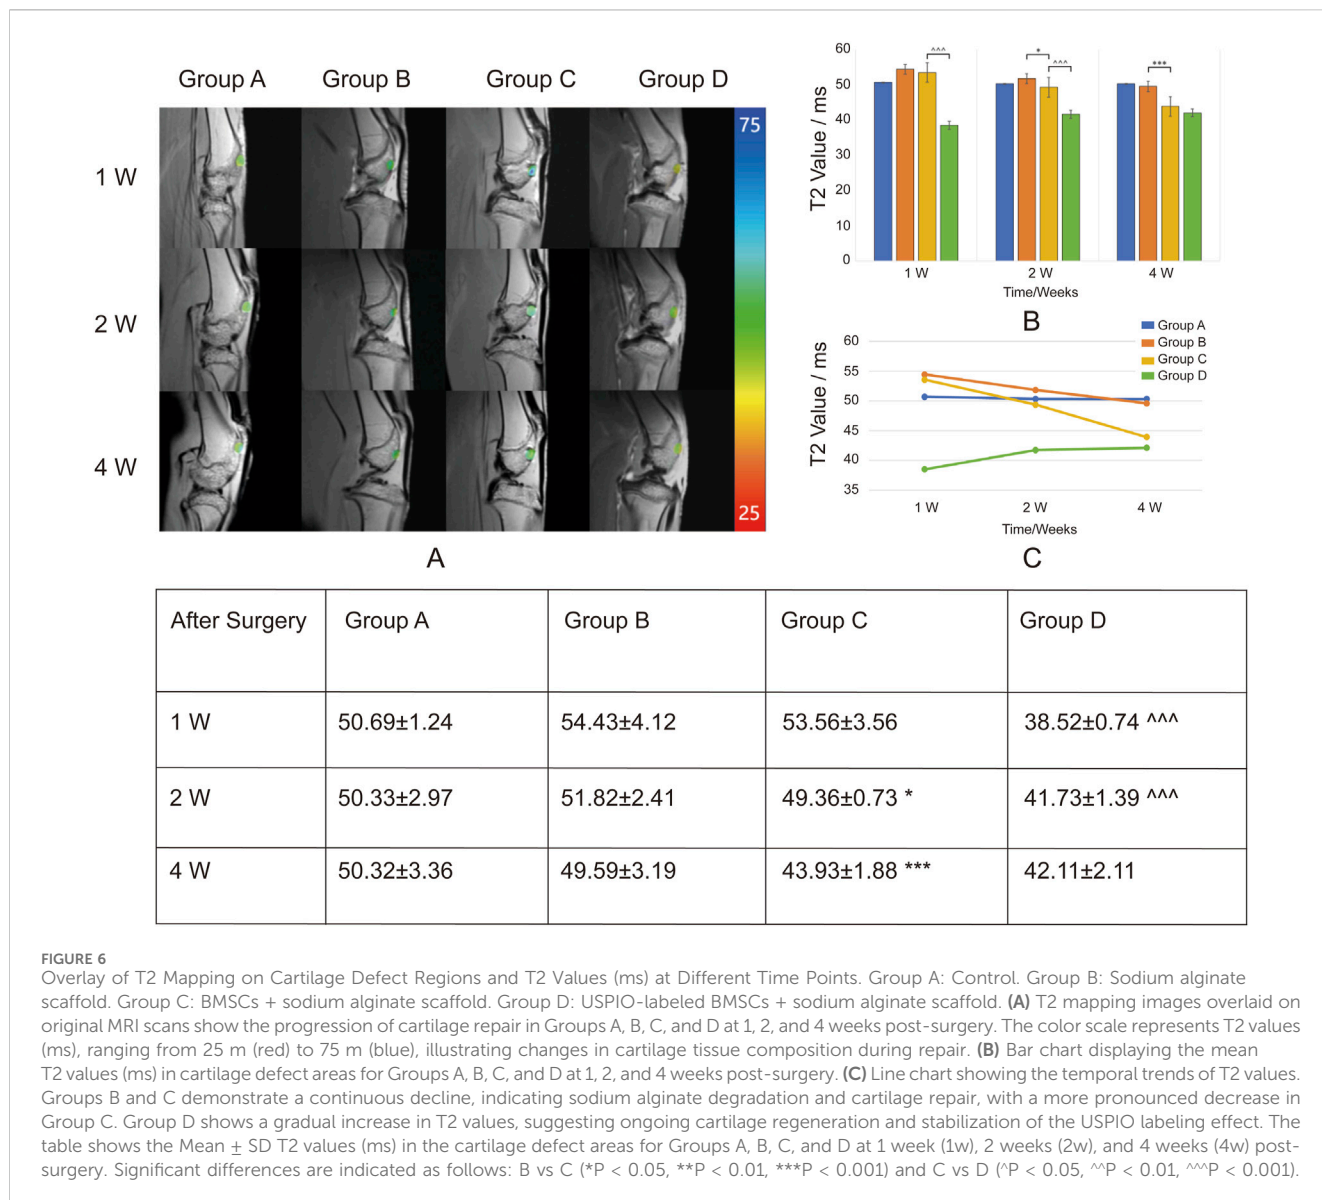 Group A Group B Group C Group D
75
1 W
2 W
4 W
25
A
60
50
40
30
20
10
0
T2 Value / ms
^^^
*
^^^
***
1 W 2 W 4 W
Time/Weeks
B
Group A
Group B
Group C
Group D
60
55
50
45
40
35
T2 Value / ms
1 W 2 W 4 W
Time/Weeks
C
After Surgery Group A Group B Group C Group D
1 W 50.69±1.24 54.43±4.12 53.56±3.56 38.52±0.74 ^^^
2 W 50.33±2.97 51.82±2.41 49.36±0.73 * 41.73±1.39 ^^^
4 W 50.32±3.36 49.59±3.19 43.93±1.88 *** 42.11±2.11
FIGURE 6
Overlay of T2 Mapping on Cartilage Defect Regions and T2 Values (ms) at Different Time Points. Group A: Control. Group B: Sodium alginate
scaffold. Group C: BMSCs + sodium alginate scaffold. Group D: USPIO-labeled BMSCs + sodium alginate scaffold. (A) T2 mapping images overlaid on
original MRI scans show the progression of cartilage repair in Groups A, B, C, and D at 1, 2, and 4 weeks post-surgery. The color scale represents T2 values
(ms), ranging from 25 m (red) to 75 m (blue), illustrating changes in cartilage tissue composition during repair. (B) Bar chart displaying the mean
T2 values (ms) in cartilage defect areas for Groups A, B, C, and D at 1, 2, and 4 weeks post-surgery. (C) Line chart showing the temporal trends of T2 values.
Groups B and C demonstrate a continuous decline, indicating sodium alginate degradation and cartilage repair, with a more pronounced decrease in
Group C. Group D shows a gradual increase in T2 values, suggesting ongoing cartilage regeneration and stabilization of the USPIO labeling effect. The
table shows the Mean ± SD T2 values (ms) in the cartilage defect areas for Groups A, B, C, and D at 1 week (1w), 2 weeks (2w), and 4 weeks (4w) post-
surgery. Significant differences are indicated as follows: B vs C (*P < 0.05, **P < 0.01, ***P < 0.001) and C vs D (^P < 0.05, ^^P < 0.01, ^^^P < 0.001).